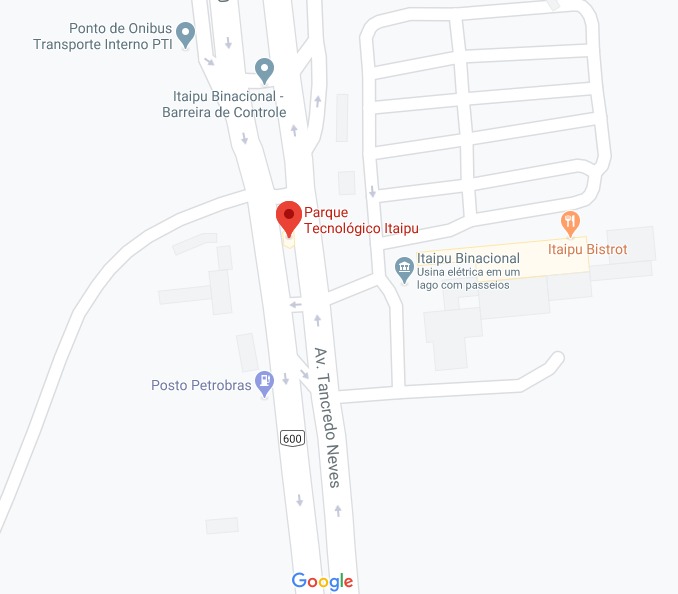 Ponto de Onibus
Transporte Interno PTI
Itaipu Binacional -
Barreira de Controle
Parque
Tecnológico Itaipu
Itaipu Bistrot
Itaipu Binacional
Usina elétrica em um
lago com passeios
Posto Petrobras
Av. Tancredo Neves
600
Google